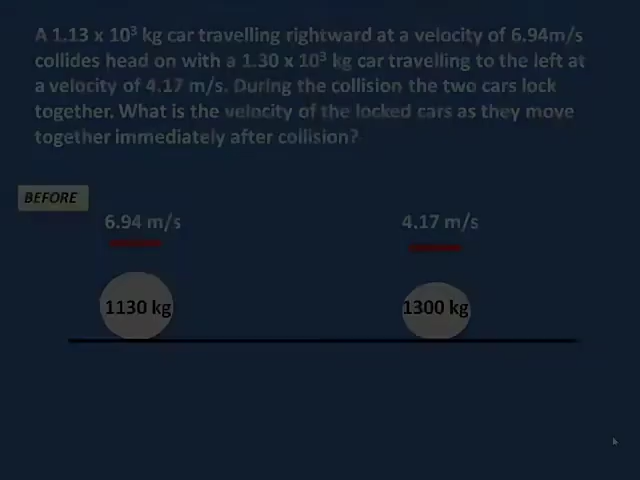 A 1.13 x 10³ kg car travelling rightward at a velocity of 6.94m/s
collides head on with a 1.30 x 10³ kg car travelling to the left at
a velocity of 4.17 m/s. During the collision the two cars lock
together. What is the velocity of the locked cars as they move
together immediately after collision?
BEFORE
6.94 m/s 4.17 m/s
1130 kg 1300 kg